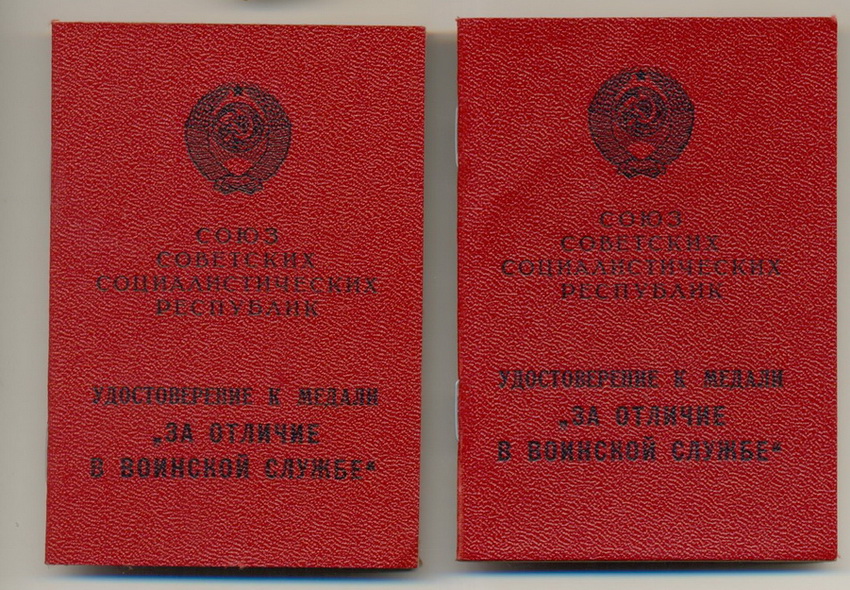 СОЮЗ
СОВЕТСКИХ
СОЦИАЛИСТИЧЕСКИХ
РЕСПУБЛИК
УДОСТОВЕРЕНИЕ К МЕДАЛИ
„ЗА ОТЛИЧИЕ
В ВОИНСКОЙ СЛУЖБЕ“
СОЮЗ
СОВЕТСКИХ
СОЦИАЛИСТИЧЕСКИХ
РЕСПУБЛИК
УДОСТОВЕРЕНИЕ К МЕДАЛИ
„ЗА ОТЛИЧИЕ
В ВОИНСКОЙ СЛУЖБЕ“